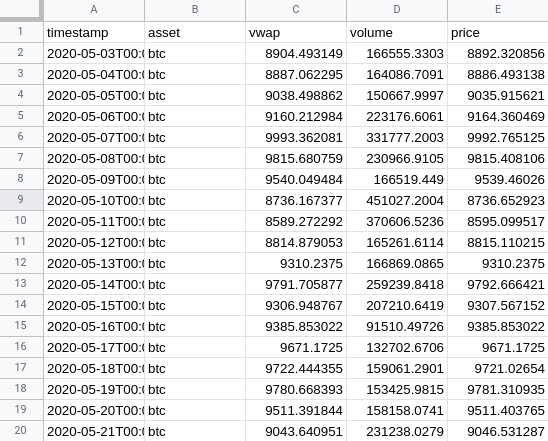 A B C D E
1 timestamp asset vwap volume price
2 2020-05-03T00:0 btc 8904.493149 166555.3303 8892.320856
3 2020-05-04T00:0 btc 8887.062295 164086.7091 8886.493138
4 2020-05-05T00:0 btc 9038.498862 150667.9997 9035.915621
5 2020-05-06T00:0 btc 9160.212984 223176.6061 9164.360469
6 2020-05-07T00:0 btc 9993.362081 331777.2003 9992.765125
7 2020-05-08T00:0 btc 9815.680759 230966.9105 9815.408106
8 2020-05-09T00:0 btc 9540.049484 166519.449 9539.46026
9 2020-05-10T00:0 btc 8736.167377 451027.2004 8736.652923
10 2020-05-11T00:0 btc 8589.272292 370606.5236 8595.099517
11 2020-05-12T00:0 btc 8814.879053 165261.6114 8815.110215
12 2020-05-13T00:0 btc 9310.2375 166869.0865 9310.2375
13 2020-05-14T00:0 btc 9791.705877 259239.8418 9792.666421
14 2020-05-15T00:0 btc 9306.948767 207210.6419 9307.567152
15 2020-05-16T00:0 btc 9385.853022 91510.49726 9385.853022
16 2020-05-17T00:0 btc 9671.1725 132702.6706 9671.1725
17 2020-05-18T00:0 btc 9722.444355 159061.2901 9721.02654
18 2020-05-19T00:0 btc 9780.668393 153425.9815 9781.310935
19 2020-05-20T00:0 btc 9511.391844 158158.0741 9511.403765
20 2020-05-21T00:0 btc 9043.640951 231238.0279 9046.531287